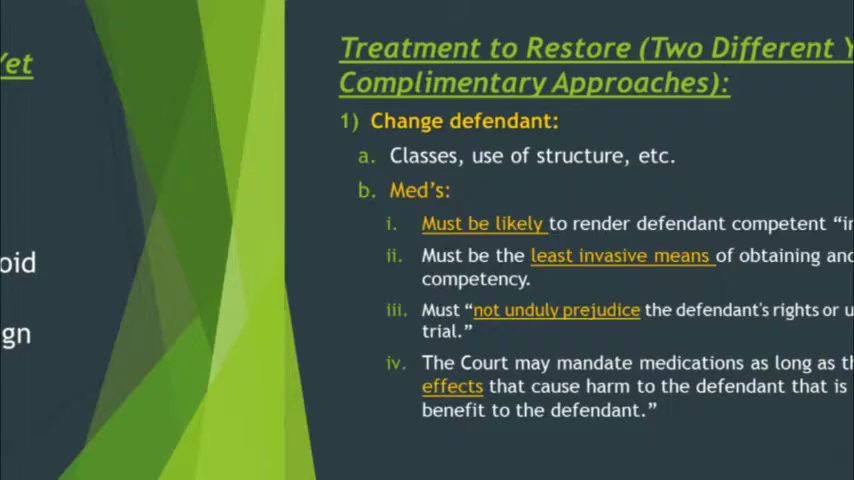 Yet
oid
gn
Treatment to Restore (Two Different Y
Complimentary Approaches):
1) Change defendant:
a. Classes, use of structure, etc.
b. Med's:
i. Must be likely to render defendant competent “in
ii. Must be the least invasive means of obtaining and
competency.
iii. Must “not unduly prejudice the defendant's rights or u
trial.”
iv. The Court may mandate medications as long as th
effects that cause harm to the defendant that is
benefit to the defendant.”